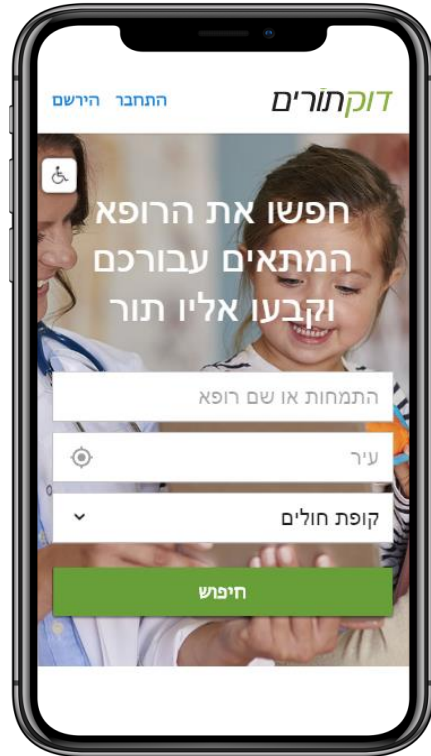 דוקתורים
התחבר הירשם
חפשו את הרופא
המתאים עבורכם
וקבעו אליו תור
התמחות או שם רופא
עיר
קופת חולים
חיפוש